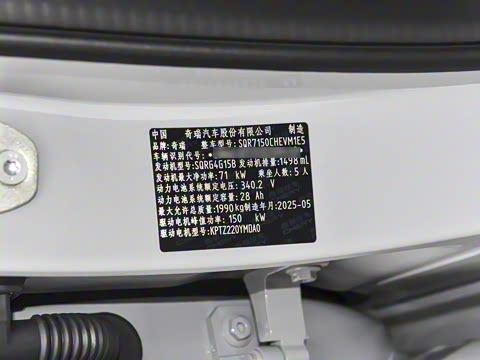 中国 奇瑞汽车股份有限公司 制造
品牌:奇瑞 整车型号:SQR7150CHEVM1E5
车辆识别代号:
发动机型号:SQRG4G15B 发动机排量:1498 mL
发动机最大净功率:71 kW 乘坐人数:5 人
动力电池系统额定电压:340.2 V
动力电池系统额定容量:28 Ah
最大允许总质量:1990 kg 制造年月:2025-05
驱动电机峰值功率:150 kW
驱动电机型号:KPTZ220YMDA0